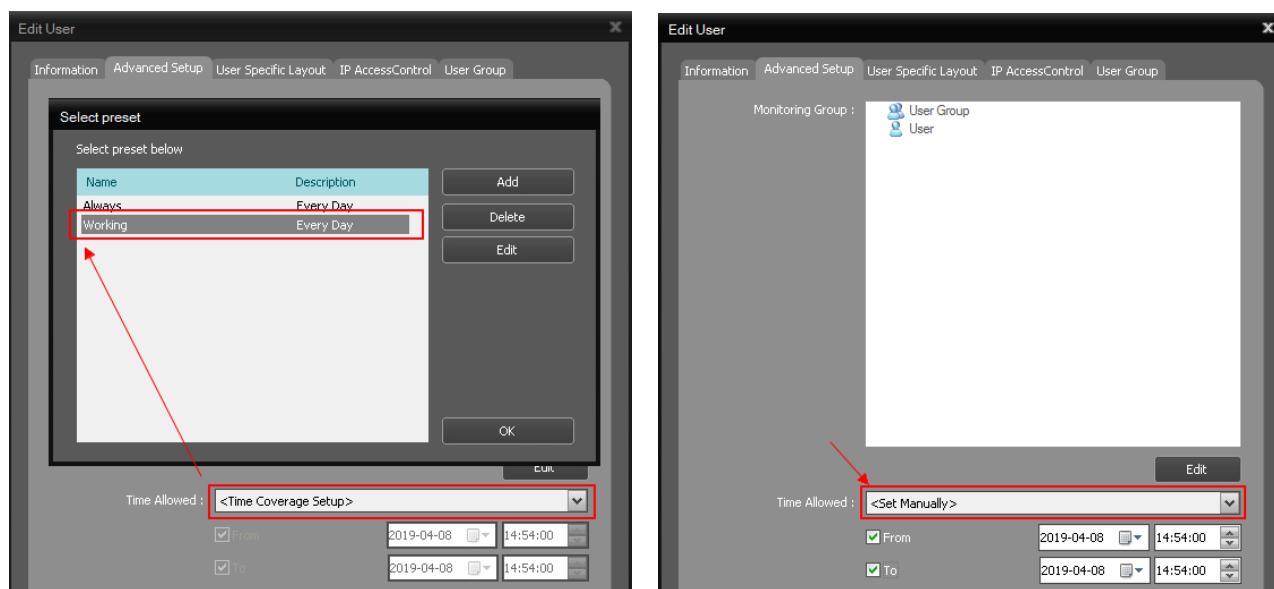 Edit User
Information Advanced Setup User Specific Layout IP AccessControl User Group
Select preset
Select preset below
Name Description
Always Every Day
Working Every Day
Add
Delete
Edit
OK
Edit
Time Allowed : <Time Coverage Setup>
From 2019-04-08 14:54:00
To 2019-04-08 14:54:00
Edit User
Information Advanced Setup User Specific Layout IP AccessControl User Group
Monitoring Group :
User Group
User
Edit
Time Allowed : <Set Manually>
From 2019-04-08 14:54:00
To 2019-04-08 14:54:00